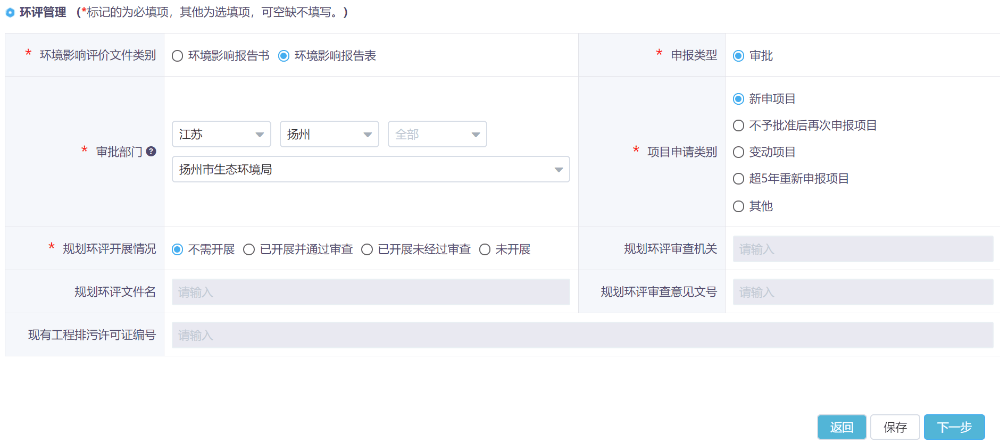 环评管理 （*标记的为必填项，其他为选填项，可空缺不填写。）
* 环境影响评价文件类别 环境影响报告书 环境影响报告表 * 申报类型 审批
* 审批部门 ? 江苏 扬州 全部
扬州市生态环境局
* 项目申请类别 新申项目
不予批准后再次申报项目
变动项目
超5年重新申报项目
其他
* 规划环评开展情况 不需开展 已开展并通过审查 已开展未经过审查 未开展 规划环评审查机关 请输入
规划环评文件名 请输入 规划环评审查意见文号 请输入
现有工程排污许可证编号 请输入
返回 保存 下一步